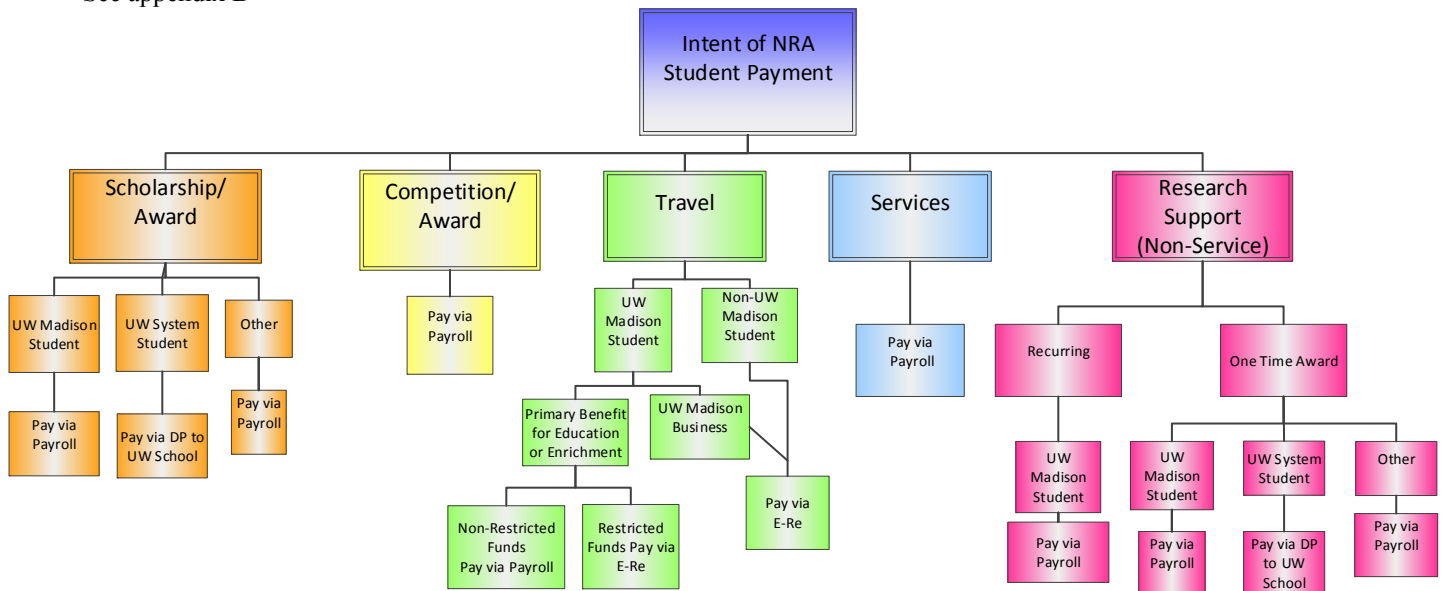 See appendix B
Intent of NRA
Student Payment
Scholarship/
Award
Competition/
Award
Travel
Services
Research
Support
(Non-Service)
UW Madison
Student
UW System
Student
Other
Pay via
Payroll
Pay via DP to
UW School
Pay via
Payroll
Pay via
Payroll
UW
Madison
Student
Non-UW
Madison
Student
Primary Benefit
for Education
or Enrichment
UW Madison
Business
Non-Restricted
Funds
Pay via Payroll
Restricted
Funds Pay via
E-Re
Pay via
E-Re
Pay via
Payroll
Recurring
One Time Award
UW
Madison
Student
Pay via
Payroll
UW
Madison
Student
UW System
Student
Other
Pay via
Payroll
Pay via DP
to UW
School
Pay via
Payroll